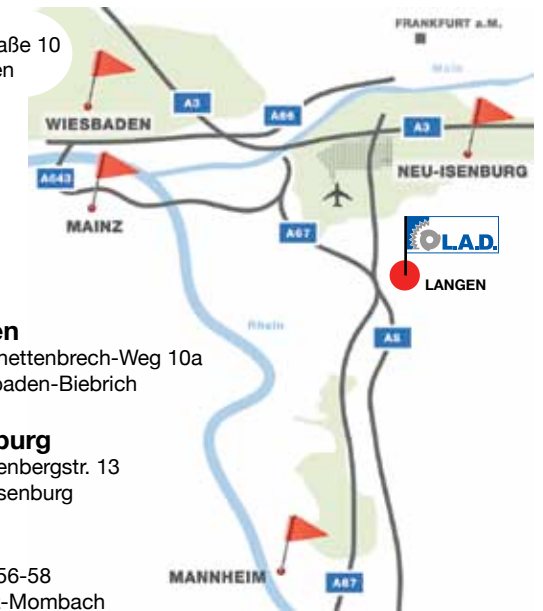 aße 10
en
FRANKFURT a.M.
Main
WIESBADEN
A3
A66
A3
A643
NEU-ISENBURG
MAINZ
A67
L.A.D.
LANGEN
Rhein
A5
en
hettenbrech-Weg 10a
baden-Biebrich
burg
enbergstr. 13
senburg
56-58
-Mombach
MANNHEIM
A67